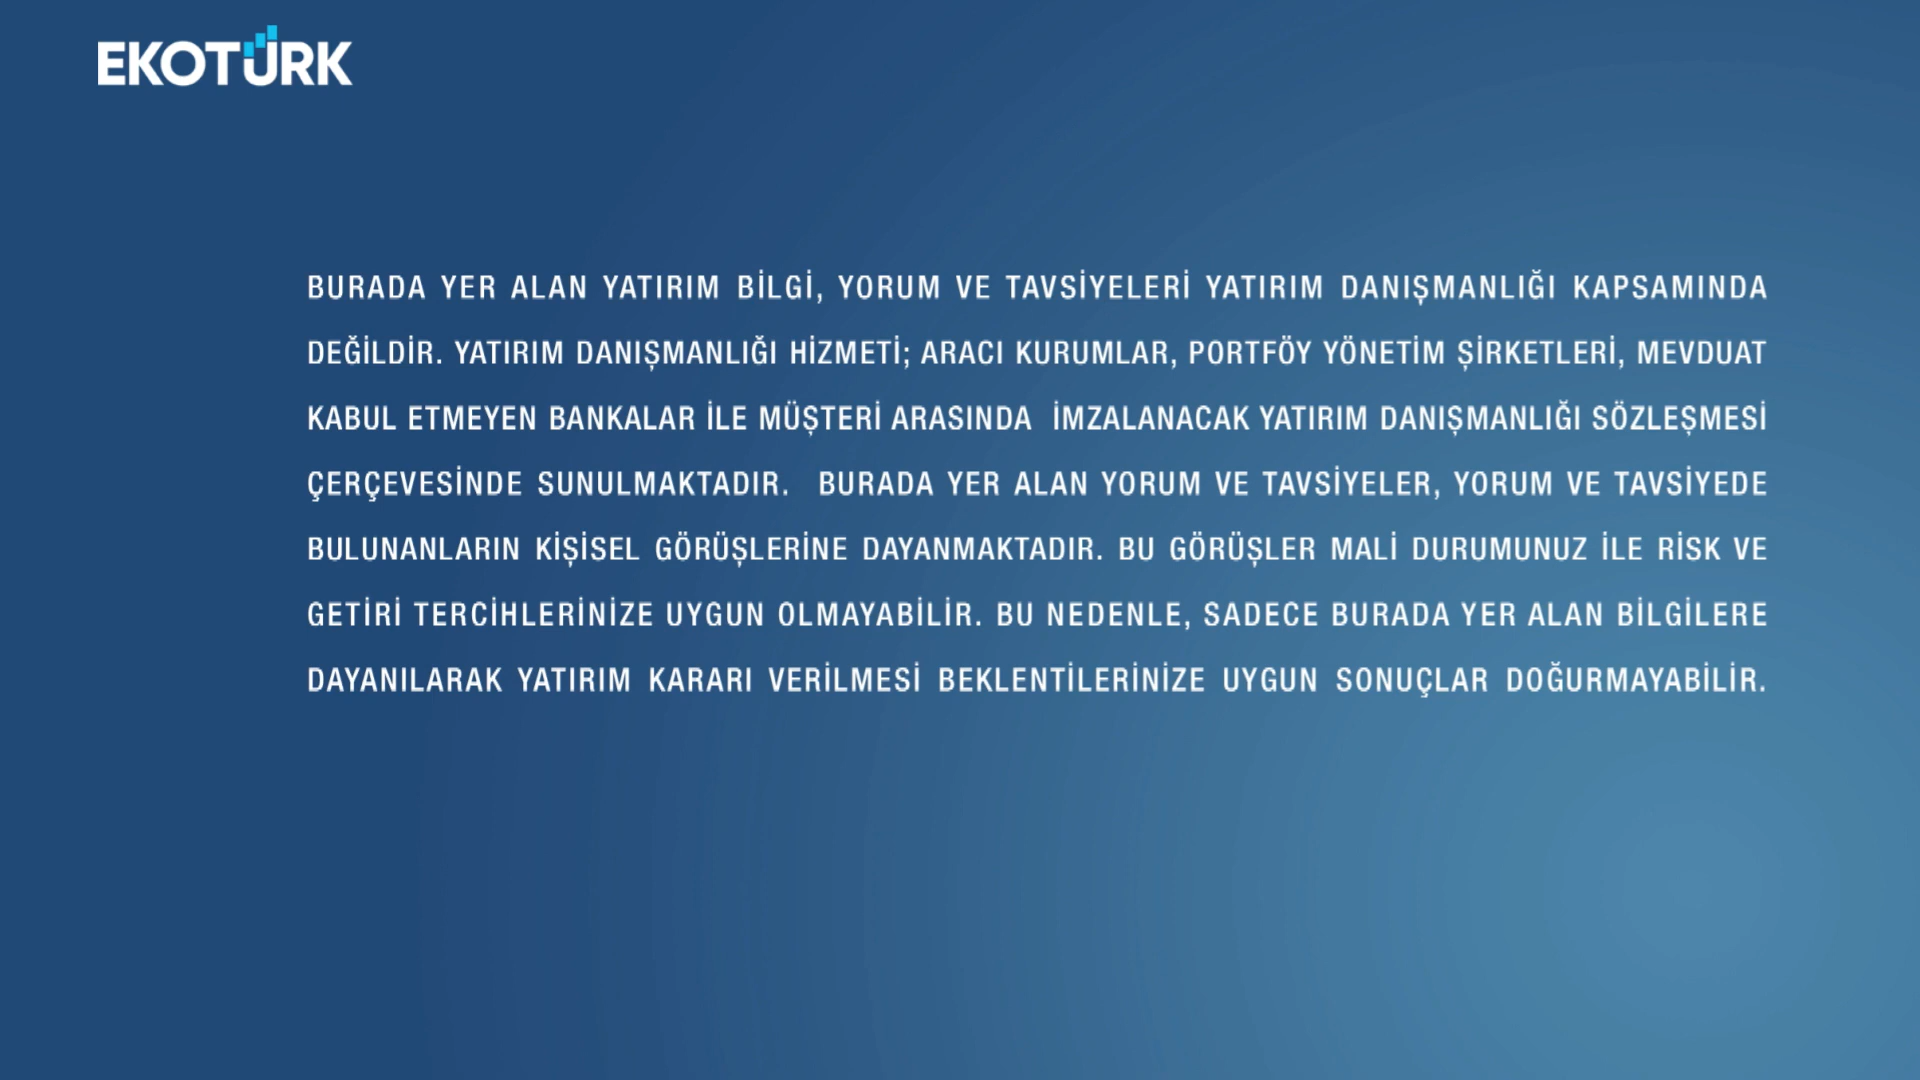 EKOTÜRK
BURADA YER ALAN YATIRIM BİLGİ, YORUM VE TAVSİYELERİ YATIRIM DANIŞMANLIĞI KAPSAMINDA
DEĞİLDİR. YATIRIM DANIŞMANLIĞI HİZMETİ; ARACI KURUMLAR, PORTFÖY YÖNETİM ŞİRKETLERİ, MEVDUAT
KABUL ETMEYEN BANKALAR İLE MÜŞTERİ ARASINDA İMZALANACAK YATIRIM DANIŞMANLIĞI SÖZLEŞMESİ
ÇERÇEVESİNDE SUNULMAKTADIR. BURADA YER ALAN YORUM VE TAVSİYELER, YORUM VE TAVSİYEDE
BULUNANLARIN KİŞİSEL GÖRÜŞLERİNE DAYANMAKTADIR. BU GÖRÜŞLER MALİ DURUMUNUZ İLE RİSK VE
GETİRİ TERCİHLERİNİZE UYGUN OLMAYABİLİR. BU NEDENLE, SADECE BURADA YER ALAN BİLGİLERE
DAYANILARAK YATIRIM KARARI VERİLMESİ BEKLENTİLERİNİZE UYGUN SONUÇLAR DOĞURMAYABİLİR.